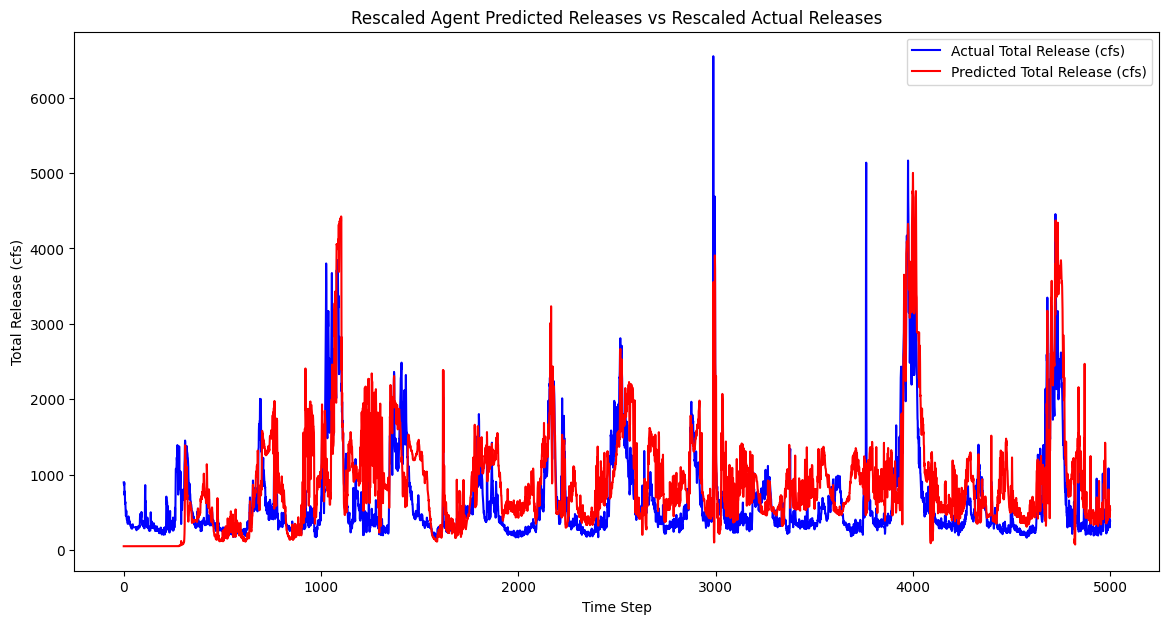 Rescaled Agent Predicted Releases vs Rescaled Actual Releases
Actual Total Release (cfs)
Predicted Total Release (cfs)
Total Release (cfs)
6000
5000
4000
3000
2000
1000
0
0 1000 2000 3000 4000 5000
Time Step